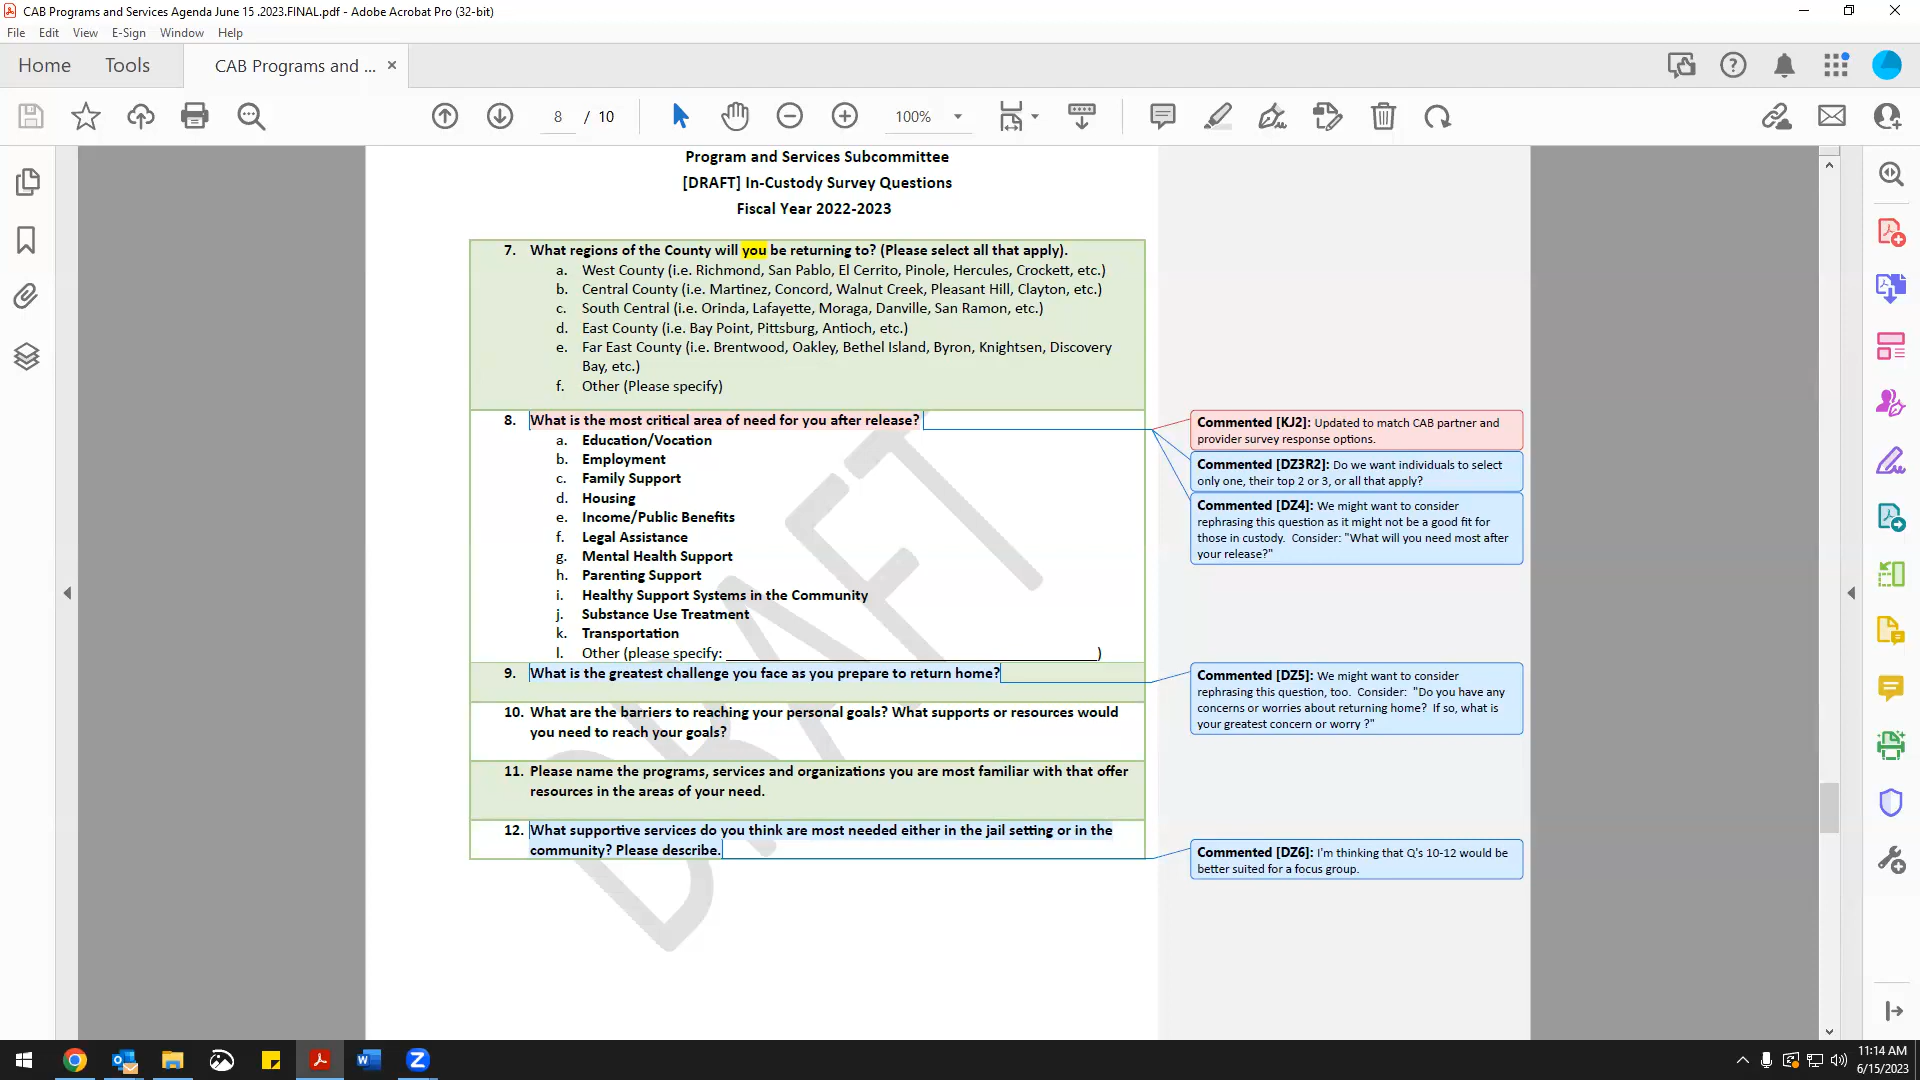 CAB Programs and Services Agenda June 15 .2023.FINAL.pdf - Adobe Acrobat Pro (32-bit)
File Edit View E-Sign Window Help
Home Tools CAB Programs and ... ×
8 / 10 100%
Program and Services Subcommittee
[DRAFT] In-Custody Survey Questions
Fiscal Year 2022-2023
7. What regions of the County will you be returning to? (Please select all that apply).
a. West County (i.e. Richmond, San Pablo, El Cerrito, Pinole, Hercules, Crockett, etc.)
b. Central County (i.e. Martinez, Concord, Walnut Creek, Pleasant Hill, Clayton, etc.)
c. South Central (i.e. Orinda, Lafayette, Moraga, Danville, San Ramon, etc.)
d. East County (i.e. Bay Point, Pittsburg, Antioch, etc.)
e. Far East County (i.e. Brentwood, Oakley, Bethel Island, Byron, Knightsen, Discovery
Bay, etc.)
f. Other (Please specify)
8. What is the most critical area of need for you after release?
a. Education/Vocation
b. Employment
c. Family Support
d. Housing
e. Income/Public Benefits
f. Legal Assistance
g. Mental Health Support
h. Parenting Support
i. Healthy Support Systems in the Community
j. Substance Use Treatment
k. Transportation
l. Other (please specify: ______________________________)
9. What is the greatest challenge you face as you prepare to return home?
10. What are the barriers to reaching your personal goals? What supports or resources would
you need to reach your goals?
11. Please name the programs, services and organizations you are most familiar with that offer
resources in the areas of your need.
12. What supportive services do you think are most needed either in the jail setting or in the
community? Please describe.
DRAFT
Commented [KJ2]: Updated to match CAB partner and
provider survey response options.
Commented [DZ3R2]: Do we want individuals to select
only one, their top 2 or 3, or all that apply?
Commented [DZ4]: We might want to consider
rephrasing this question as it might not be a good fit for
those in custody. Consider: "What will you need most after
your release?"
Commented [DZ5]: We might want to consider
rephrasing this question, too. Consider: "Do you have any
concerns or worries about returning home? If so, what is
your greatest concern or worry ?"
Commented [DZ6]: I'm thinking that Q's 10-12 would be
better suited for a focus group.
11:14 AM
6/15/2023